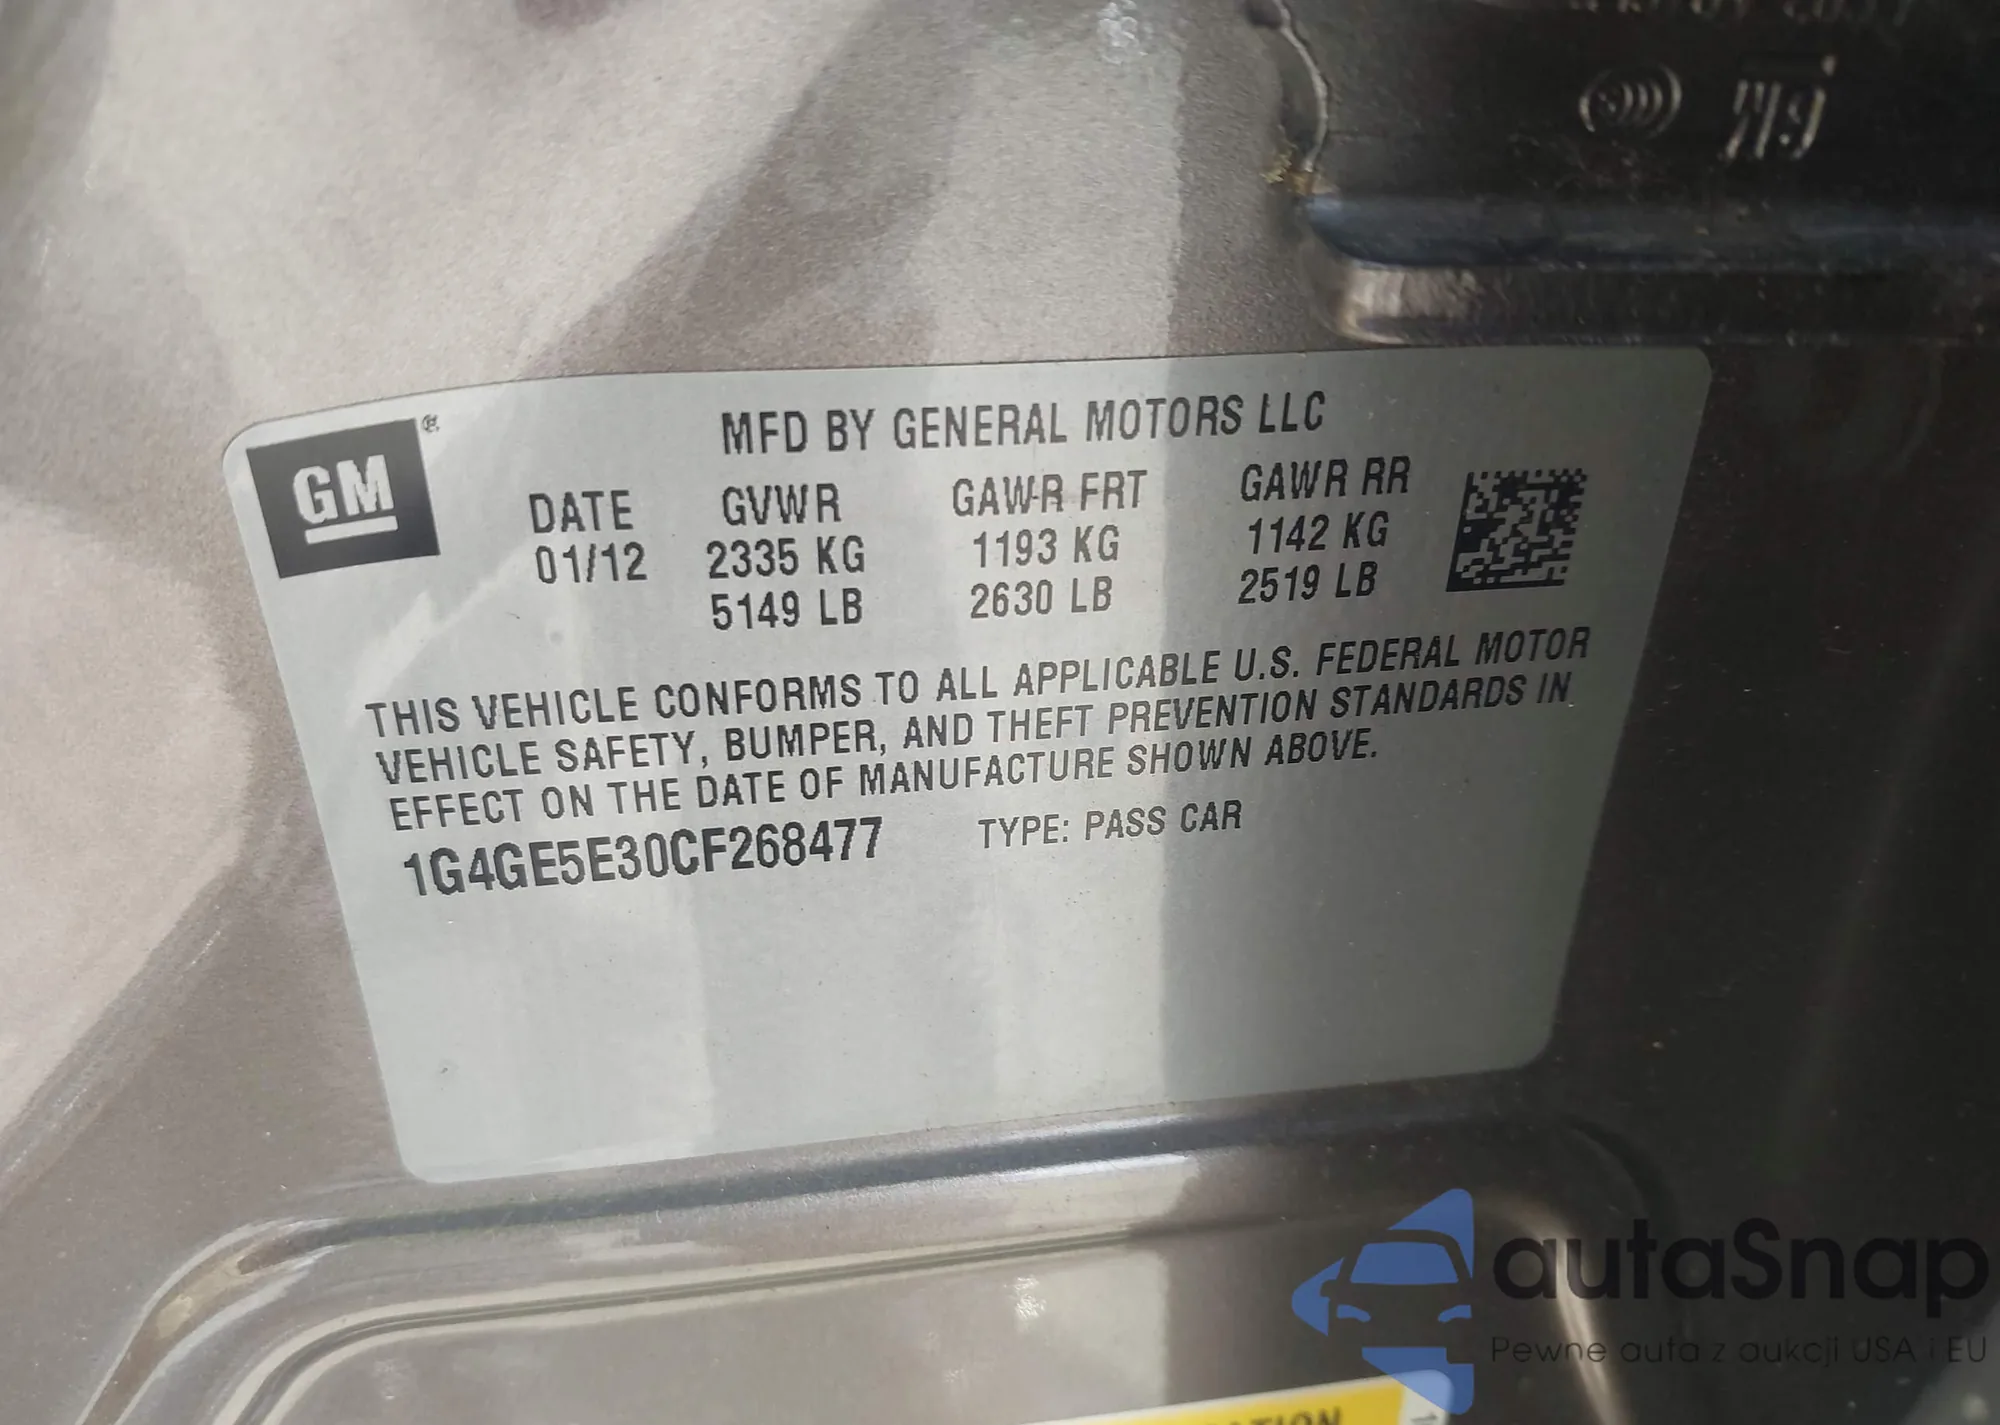 GM
MFD BY GENERAL MOTORS LLC
DATE GVWR GAWR FRT GAWR RR
01/12 2335 KG 1193 KG 1142 KG
5149 LB 2630 LB 2519 LB
THIS VEHICLE CONFORMS TO ALL APPLICABLE U.S. FEDERAL MOTOR
VEHICLE SAFETY, BUMPER, AND THEFT PREVENTION STANDARDS IN
EFFECT ON THE DATE OF MANUFACTURE SHOWN ABOVE.
1G4GE5E30CF268477 TYPE: PASS CAR
autaSnap
Pewne auta z aukcji USA i EU